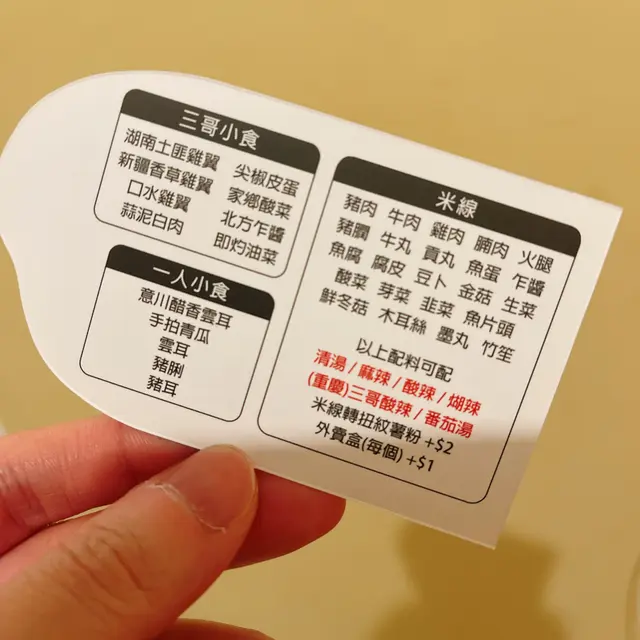 三哥小食
湖南土匪雞翼
新疆香草雞翼
口水雞翼
蒜泥白肉
尖椒皮蛋
家鄉酸菜
北方乍醬
即灼油菜
一人小食
意川醋香雲耳
手拍青瓜
雲耳
豬脷
豬耳
米線
豬肉 牛肉 雞肉 腩肉 火腿
豬膶 牛丸 貢丸 魚蛋 乍醬
魚腐 腐皮 豆卜 金菇 生菜
酸菜 芽菜 韭菜 魚片頭
鮮冬菇 木耳絲 墨丸 竹笙
以上配料可配
清湯 / 麻辣 / 酸辣 / 煳辣
(重慶)三哥酸辣 / 番茄湯
米線轉扭紋薯粉 +$2
外賣盒(每個) +$1